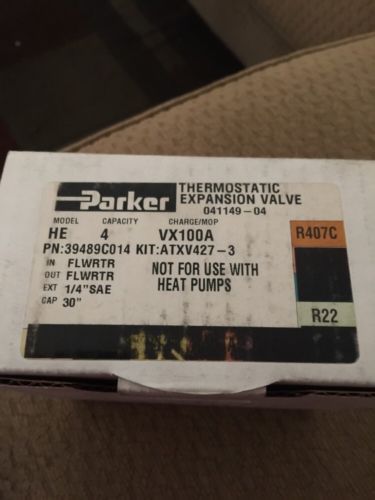 Parker
THERMOSTATIC
EXPANSION VALVE
041149-04
MODEL CAPACITY CHARGE/MOP
HE 4 VX100A
PN:39489C014 KIT:ATXV427-3
IN FLWRTR
OUT FLWRTR
EXT 1/4"SAE
CAP 30"
NOT FOR USE WITH
HEAT PUMPS
R407C
R22